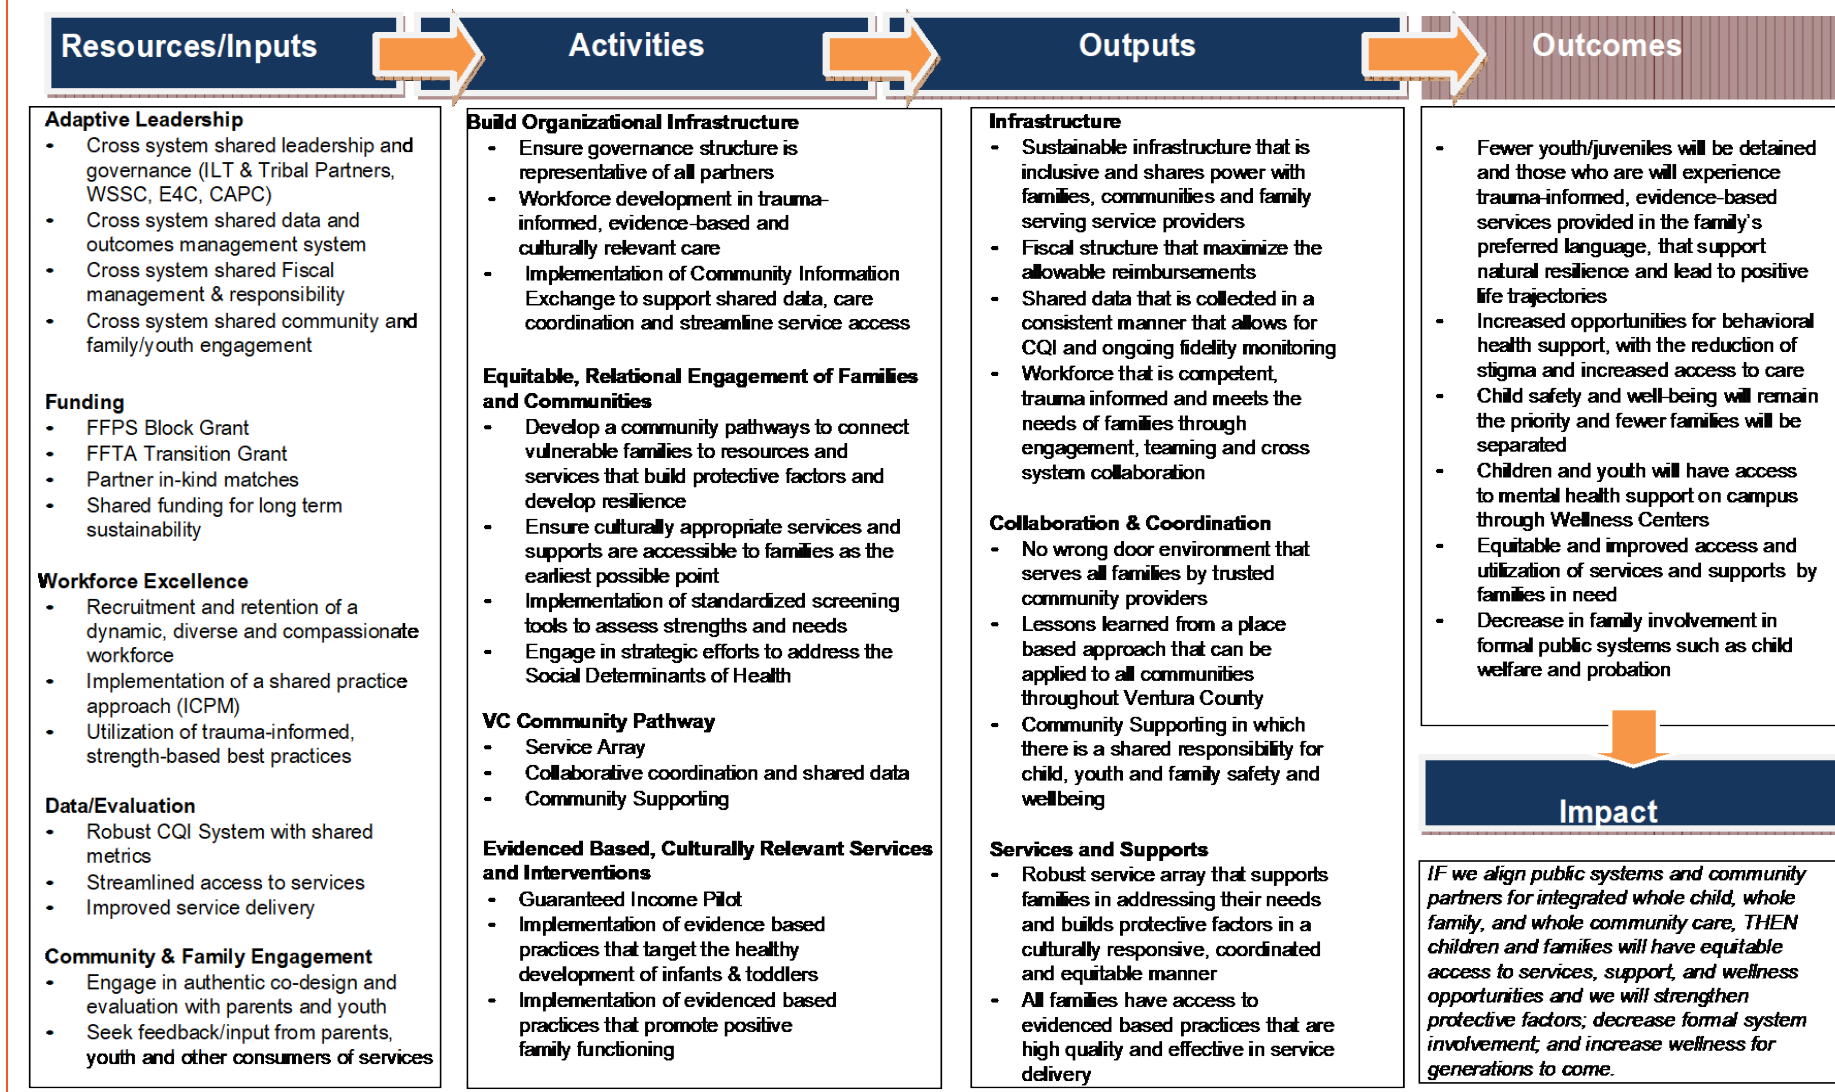 Resources/Inputs
Activities
Outputs
Outcomes
Adaptive Leadership
• Cross system shared leadership and
governance (ILT & Tribal Partners,
WSSC, E4C, CAPC)
• Cross system shared data and
outcomes management system
• Cross system shared Fiscal
management & responsibility
• Cross system shared community and
family/youth engagement
Funding
• FFPS Block Grant
• FFTA Transition Grant
• Partner in-kind matches
• Shared funding for long term
sustainability
Workforce Excellence
• Recruitment and retention of a
dynamic, diverse and compassionate
workforce
• Implementation of a shared practice
approach (ICPM)
• Utilization of trauma-informed,
strength-based best practices
Data/Evaluation
• Robust CQI System with shared
metrics
• Streamlined access to services
• Improved service delivery
Community & Family Engagement
• Engage in authentic co-design and
evaluation with parents and youth
• Seek feedback/input from parents,
youth and other consumers of services
Build Organizational Infrastructure
- Ensure governance structure is
representative of all partners
- Workforce development in trauma-
informed, evidence-based and
culturally relevant care
- Implementation of Community Information
Exchange to support shared data, care
coordination and streamline service access
Equitable, Relational Engagement of Families
and Communities
- Develop a community pathways to connect
vulnerable families to resources and
services that build protective factors and
develop resilience
- Ensure culturally appropriate services and
supports are accessible to families as the
earliest possible point
- Implementation of standardized screening
tools to assess strengths and needs
- Engage in strategic efforts to address the
Social Determinants of Health
VC Community Pathway
- Service Array
- Collaborative coordination and shared data
- Community Supporting
Evidenced Based, Culturally Relevant Services
and Interventions
- Guaranteed Income Pilot
- Implementation of evidence based
practices that target the healthy
development of infants & toddlers
- Implementation of evidenced based
practices that promote positive
family functioning
Infrastructure
- Sustainable infrastructure that is
inclusive and shares power with
families, communities and family
serving service providers
- Fiscal structure that maximize the
allowable reimbursements
- Shared data that is collected in a
consistent manner that allows for
CQI and ongoing fidelity monitoring
- Workforce that is competent,
trauma informed and meets the
needs of families through
engagement, teaming and cross
system collaboration
Collaboration & Coordination
- No wrong door environment that
serves all families by trusted
community providers
- Lessons learned from a place
based approach that can be
applied to all communities
throughout Ventura County
- Community Supporting in which
there is a shared responsibility for
child, youth and family safety and
wellbeing
Services and Supports
- Robust service array that supports
families in addressing their needs
and builds protective factors in a
culturally responsive, coordinated
and equitable manner
- All families have access to
evidenced based practices that are
high quality and effective in service
delivery
- Fewer youth/juveniles will be detained
and those who are will experience
trauma-informed, evidence-based
services provided in the family's
preferred language, that support
natural resilience and lead to positive
life trajectories
- Increased opportunities for behavioral
health support, with the reduction of
stigma and increased access to care
- Child safety and well-being will remain
the priority and fewer families will be
separated
- Children and youth will have access
to mental health support on campus
through Wellness Centers
- Equitable and improved access and
utilization of services and supports by
families in need
- Decrease in family involvement in
formal public systems such as child
welfare and probation
Impact
IF we align public systems and community
partners for integrated whole child, whole
family, and whole community care, THEN
children and families will have equitable
access to services, support, and wellness
opportunities and we will strengthen
protective factors; decrease formal system
involvement; and increase wellness for
generations to come.